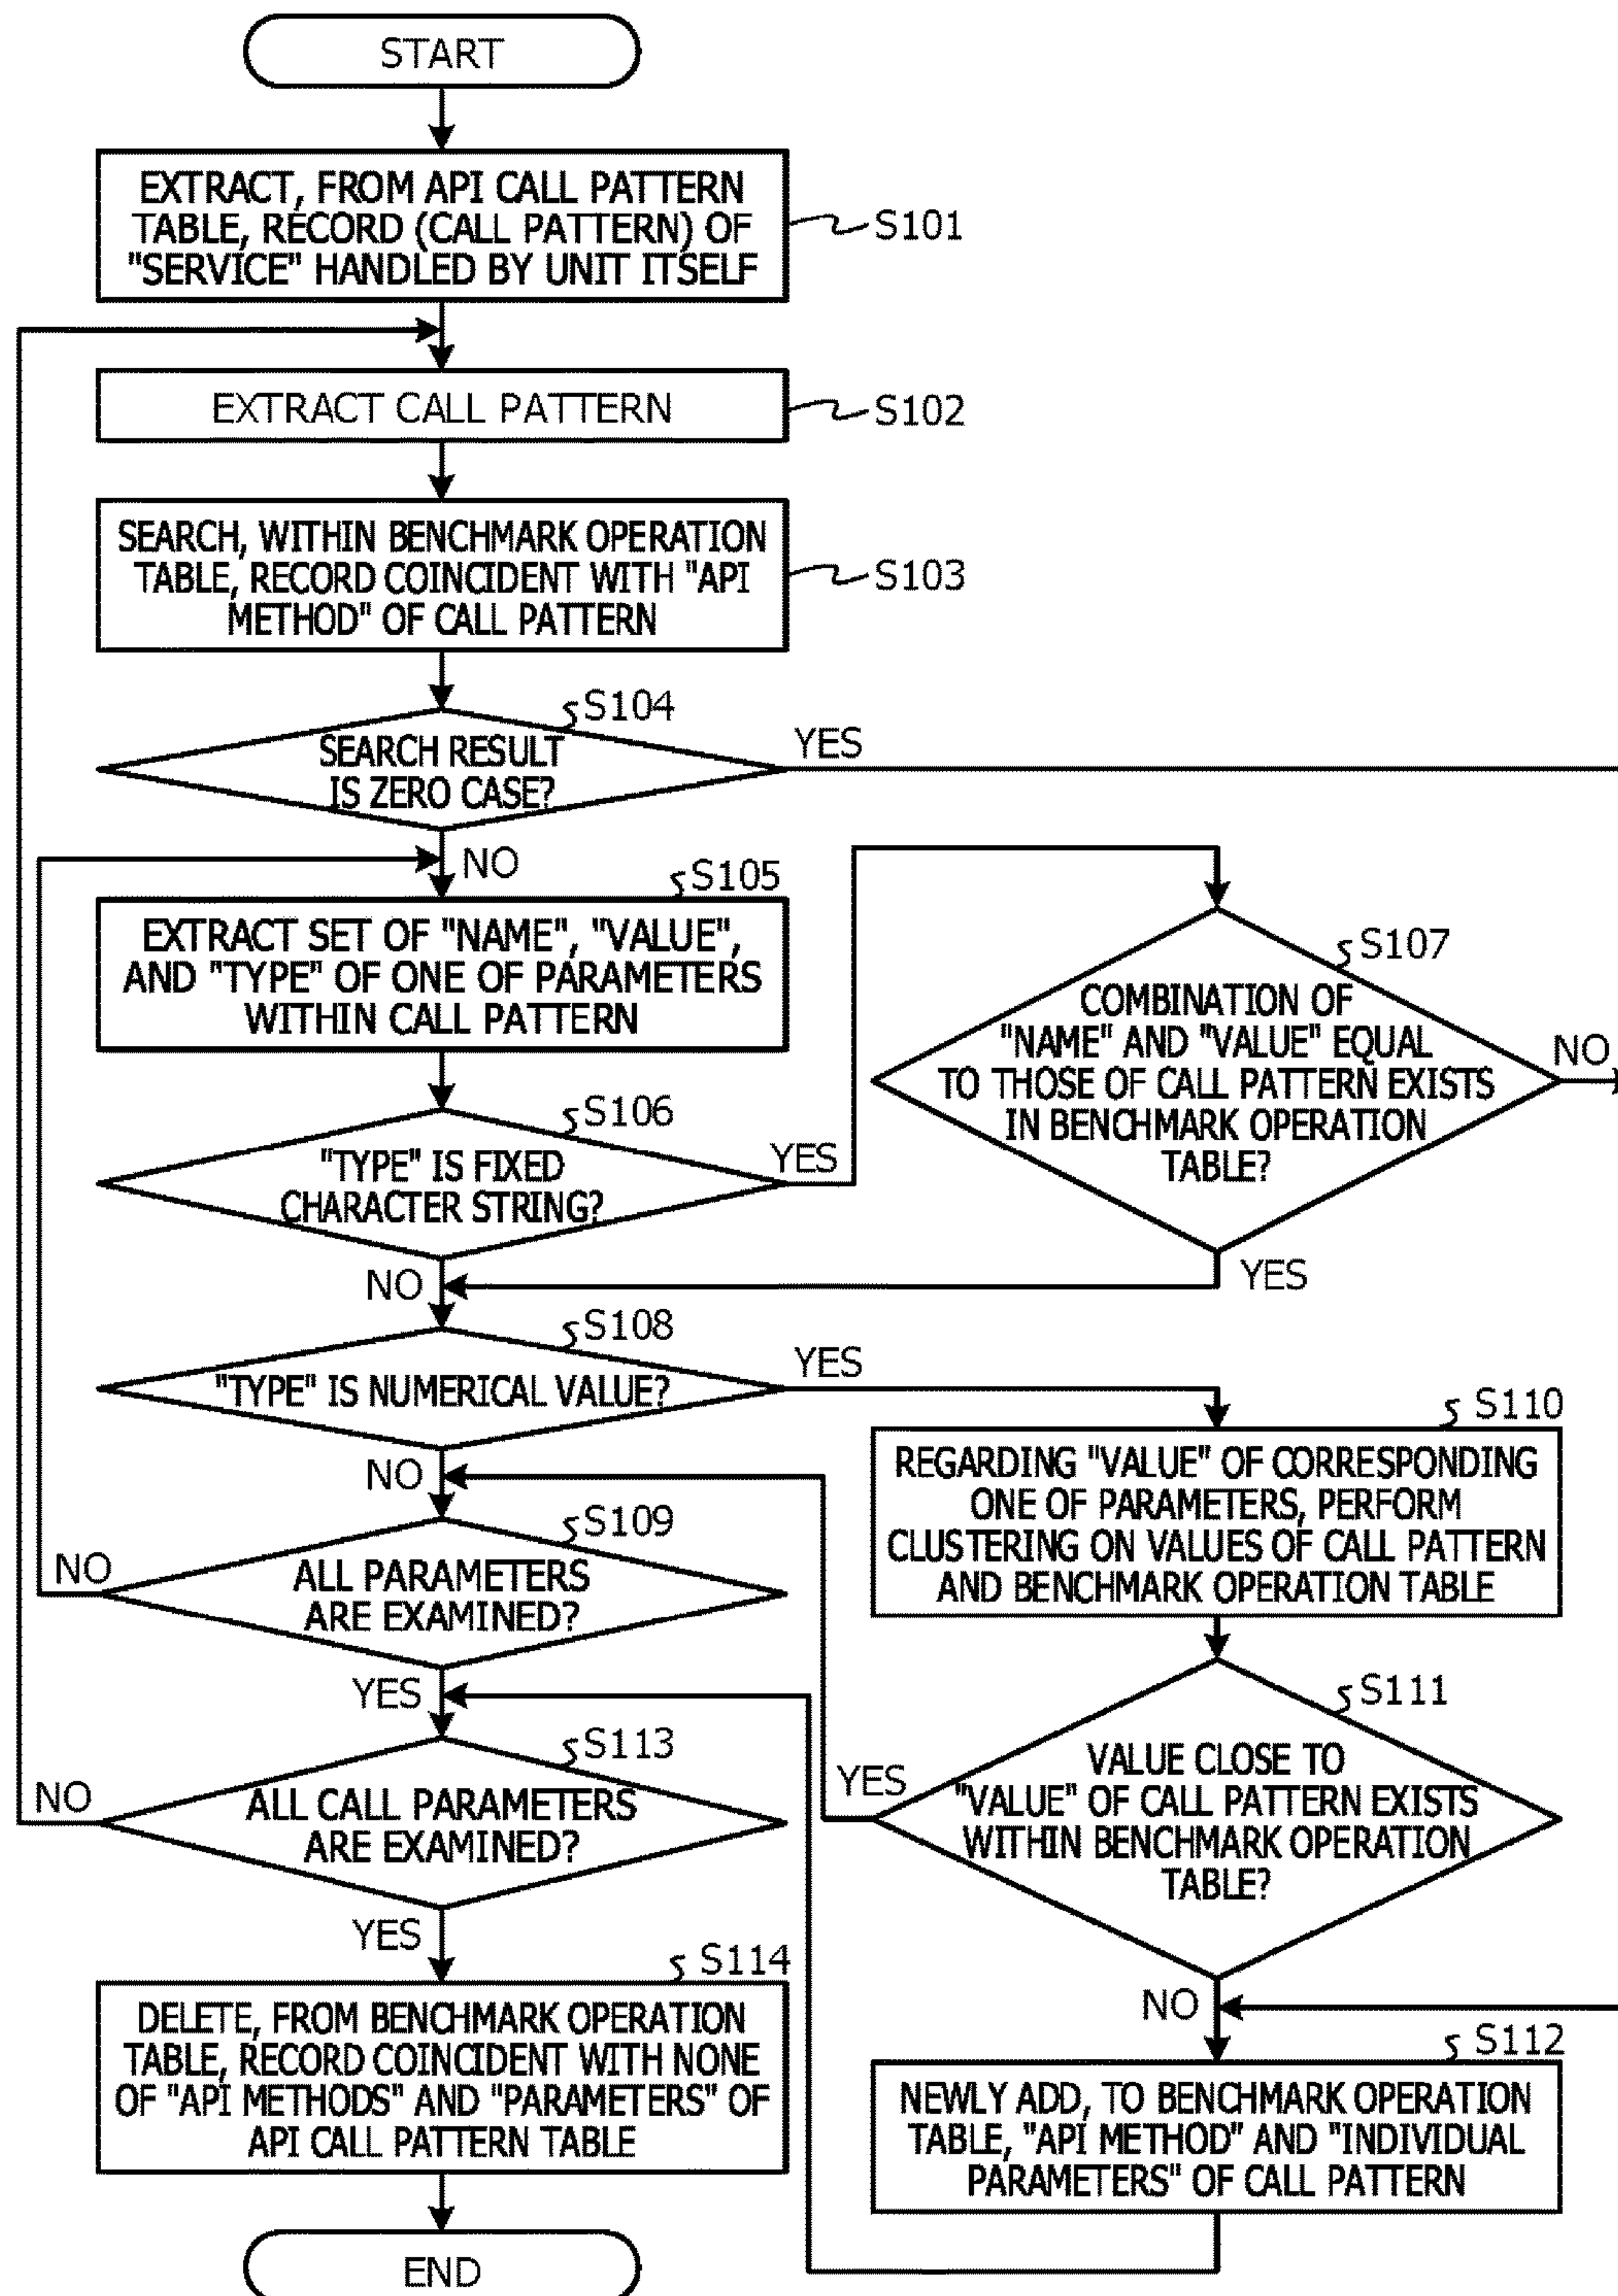 START
EXTRACT, FROM API CALL PATTERN
TABLE, RECORD (CALL PATTERN) OF
"SERVICE" HANDLED BY UNIT ITSELF
S101
EXTRACT CALL PATTERN
S102
SEARCH, WITHIN BENCHMARK OPERATION
TABLE, RECORD COINCIDENT WITH "API
METHOD" OF CALL PATTERN
S103
S104
SEARCH RESULT
IS ZERO CASE?
YES
NO
S105
EXTRACT SET OF "NAME", "VALUE",
AND "TYPE" OF ONE OF PARAMETERS
WITHIN CALL PATTERN
S106
"TYPE" IS FIXED
CHARACTER STRING?
YES
NO
S107
COMBINATION OF
"NAME" AND "VALUE" EQUAL
TO THOSE OF CALL PATTERN EXISTS
IN BENCHMARK OPERATION
TABLE?
NO
YES
S108
"TYPE" IS NUMERICAL VALUE?
YES
NO
S109
ALL PARAMETERS
ARE EXAMINED?
NO
YES
S110
REGARDING "VALUE" OF CORRESPONDING
ONE OF PARAMETERS, PERFORM
CLUSTERING ON VALUES OF CALL PATTERN
AND BENCHMARK OPERATION TABLE
S111
VALUE CLOSE TO
"VALUE" OF CALL PATTERN EXISTS
WITHIN BENCHMARK OPERATION
TABLE?
YES
NO
S112
NEWLY ADD, TO BENCHMARK OPERATION
TABLE, "API METHOD" AND "INDIVIDUAL
PARAMETERS" OF CALL PATTERN
S113
ALL CALL PARAMETERS
ARE EXAMINED?
NO
YES
S114
DELETE, FROM BENCHMARK OPERATION
TABLE, RECORD COINCIDENT WITH NONE
OF "API METHODS" AND "PARAMETERS" OF
API CALL PATTERN TABLE
END